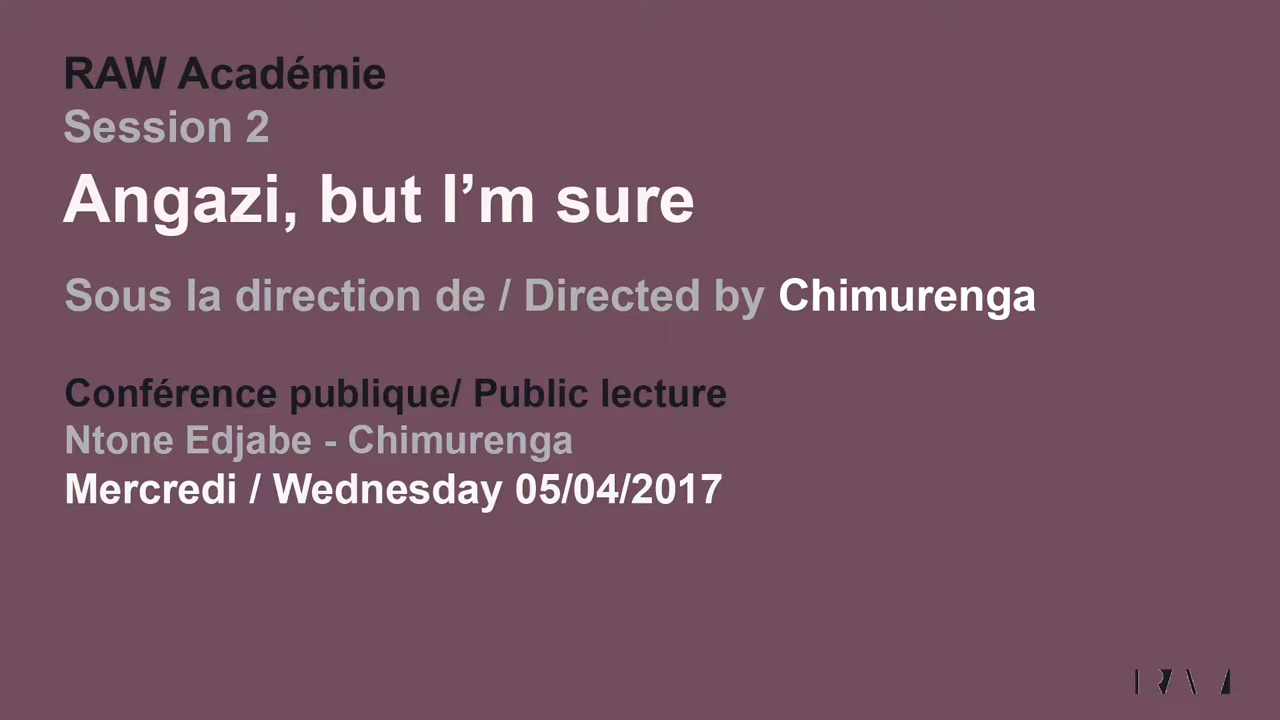 RAW Académie
Session 2
Angazi, but I’m sure
Sous la direction de / Directed by Chimurenga
Conférence publique/ Public lecture
Ntone Edjabe - Chimurenga
Mercredi / Wednesday 05/04/2017